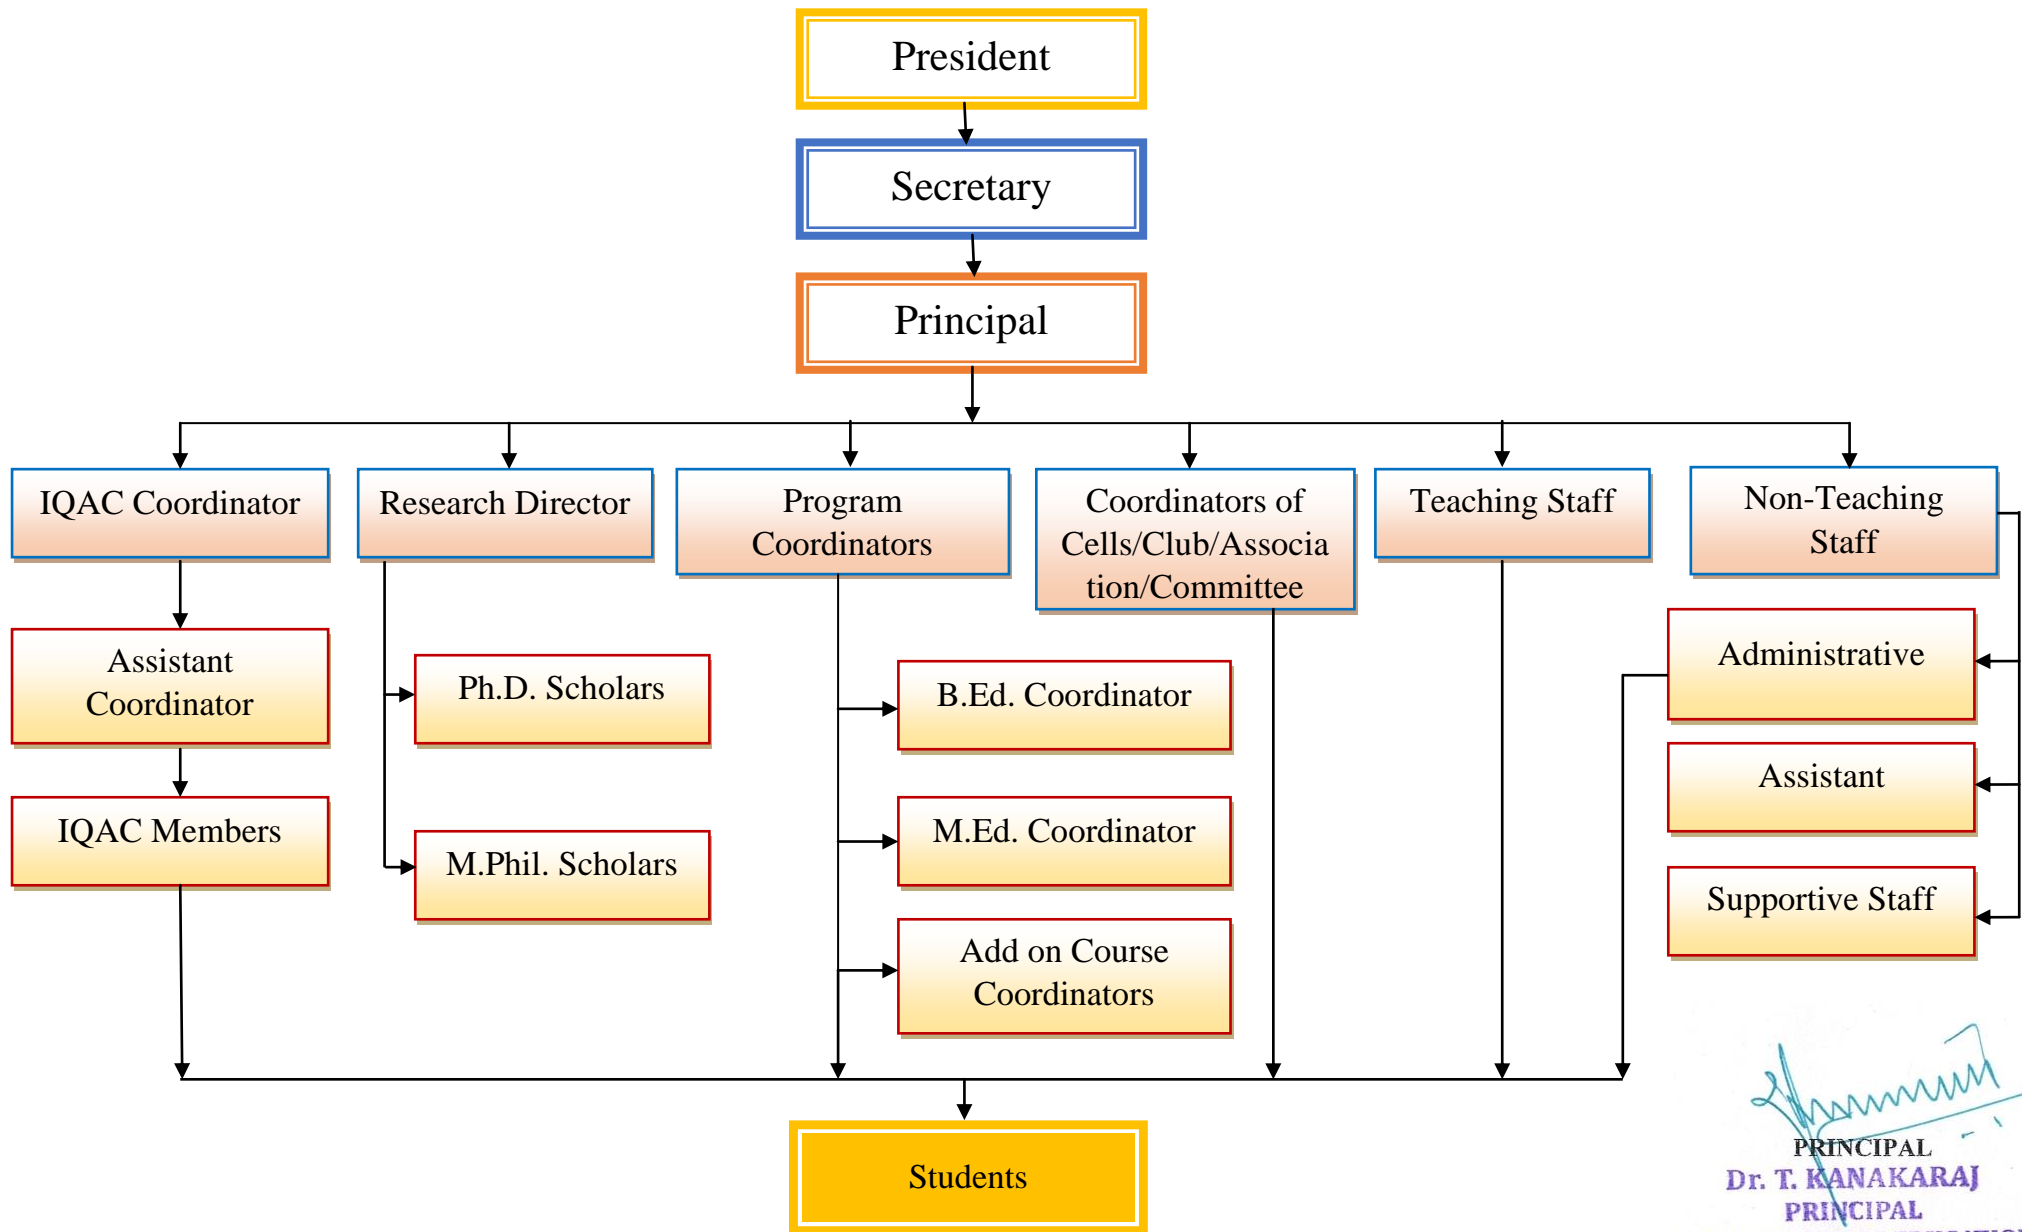 President
Secretary
Principal
IQAC Coordinator
Research Director
Program
Coordinators
Coordinators of
Cells/Club/Associa
tion/Committee
Teaching Staff
Non-Teaching
Staff
Assistant
Coordinator
IQAC Members
Ph.D. Scholars
M.Phil. Scholars
B.Ed. Coordinator
M.Ed. Coordinator
Add on Course
Coordinators
Administrative
Assistant
Supportive Staff
Students
PRINCIPAL
Dr. T. KANAKARAJ
PRINCIPAL